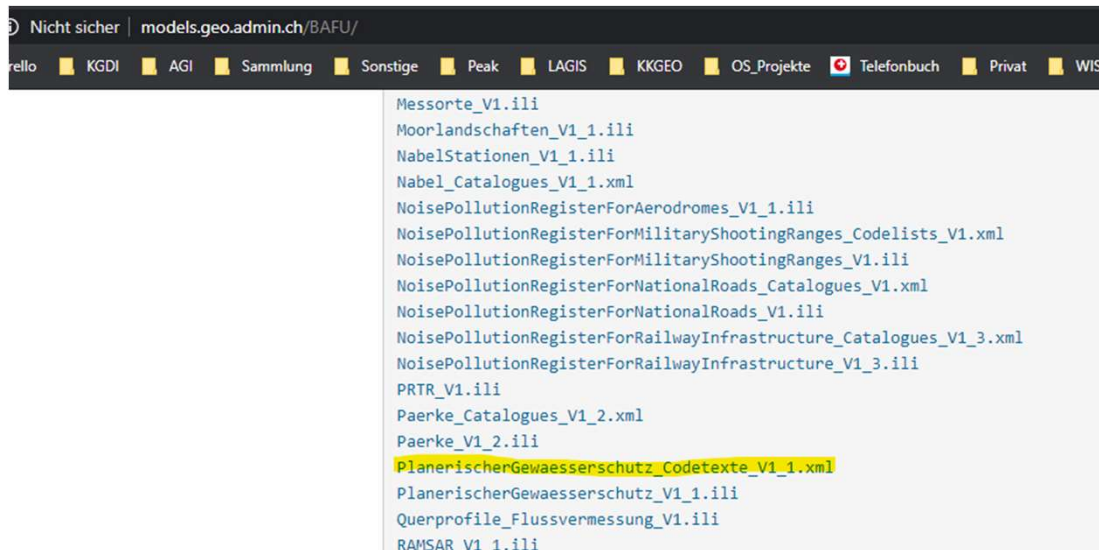 Nicht sicher | models.geo.admin.ch/BAFU/
rello KGDI AGI Sammlung Sonstige Peak LAGIS KKGEO OS_Projekte Telefonbuch Privat WIS
Messorte_V1.ili
Moorlandschaften_V1_1.ili
NabelStationen_V1_1.ili
Nabel_Catalogues_V1_1.xml
NoisePollutionRegisterForAerodromes_V1_1.ili
NoisePollutionRegisterForMilitaryShootingRanges_Codelists_V1.xml
NoisePollutionRegisterForMilitaryShootingRanges_V1.ili
NoisePollutionRegisterForNationalRoads_Catalogues_V1.xml
NoisePollutionRegisterForNationalRoads_V1.ili
NoisePollutionRegisterForRailwayInfrastructure_Catalogues_V1_3.xml
NoisePollutionRegisterForRailwayInfrastructure_V1_3.ili
PRTR_V1.ili
Paerke_Catalogues_V1_2.xml
Paerke_V1_2.ili
PlanerischerGewaesserschutz_Codetexte_V1_1.xml
PlanerischerGewaesserschutz_V1_1.ili
Querprofile_Flussvermessung_V1.ili
RAMSAR_V1_1.ili